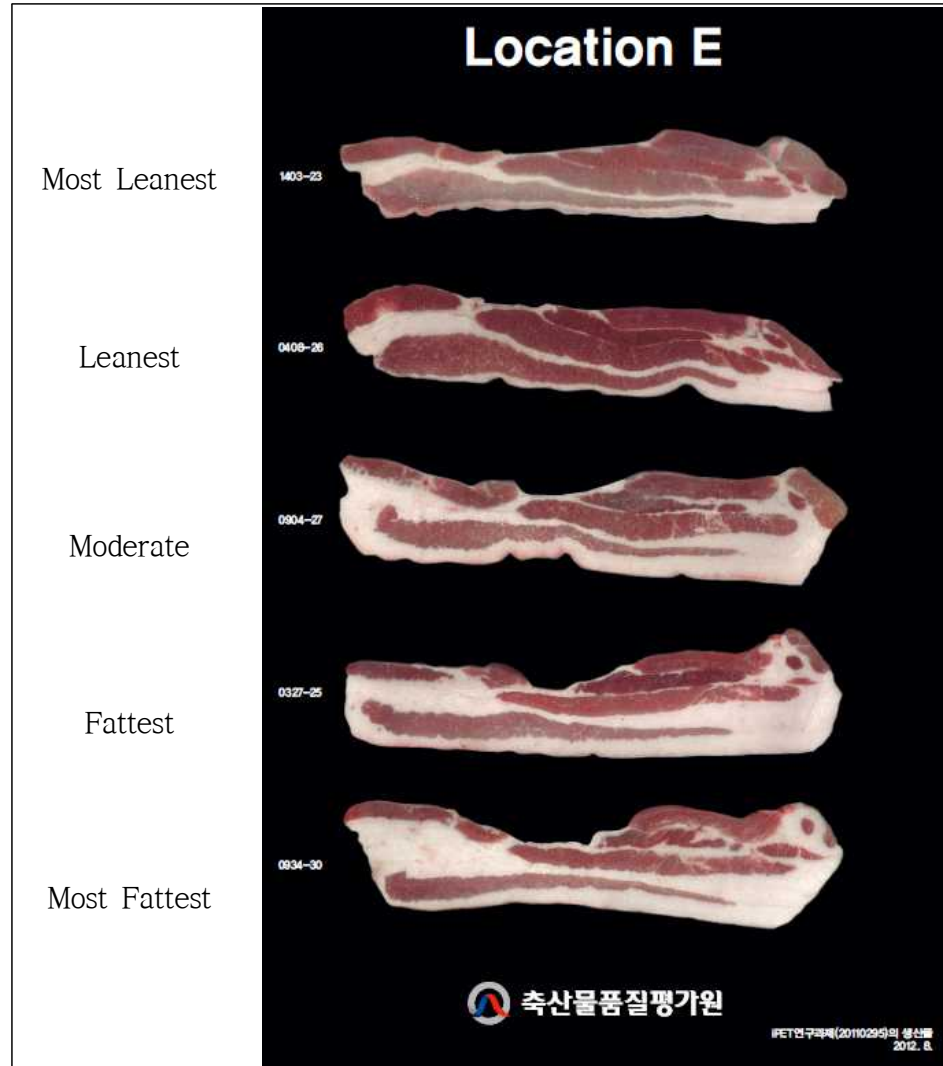 Location E
Most Leanest
1403-23
Leanest
0408-26
Moderate
0904-27
Fattest
0327-25
Most Fattest
0934-30
축산물품질평가원
iPET연구과제(20110295)의 생산물
2012. 8.